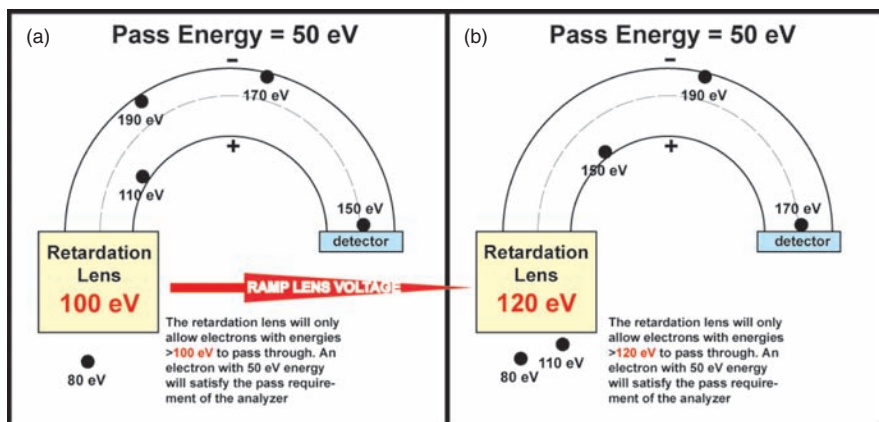 (a)
Pass Energy = 50 eV
-
170 eV
190 eV
+
110 eV
150 eV
detector
Retardation
Lens
100 eV
The retardation lens will only
allow electrons with energies
>100 eV to pass through. An
electron with 50 eV energy
will satisfy the pass require-
ment of the analyzer
80 eV
RAMP LENS VOLTAGE
(b)
Pass Energy = 50 eV
-
190 eV
+
150 eV
170 eV
detector
Retardation
Lens
120 eV
The retardation lens will only
allow electrons with energies
>120 eV to pass through. An
electron with 50 eV energy
will satisfy the pass require-
ment of the analyzer
110 eV
80 eV